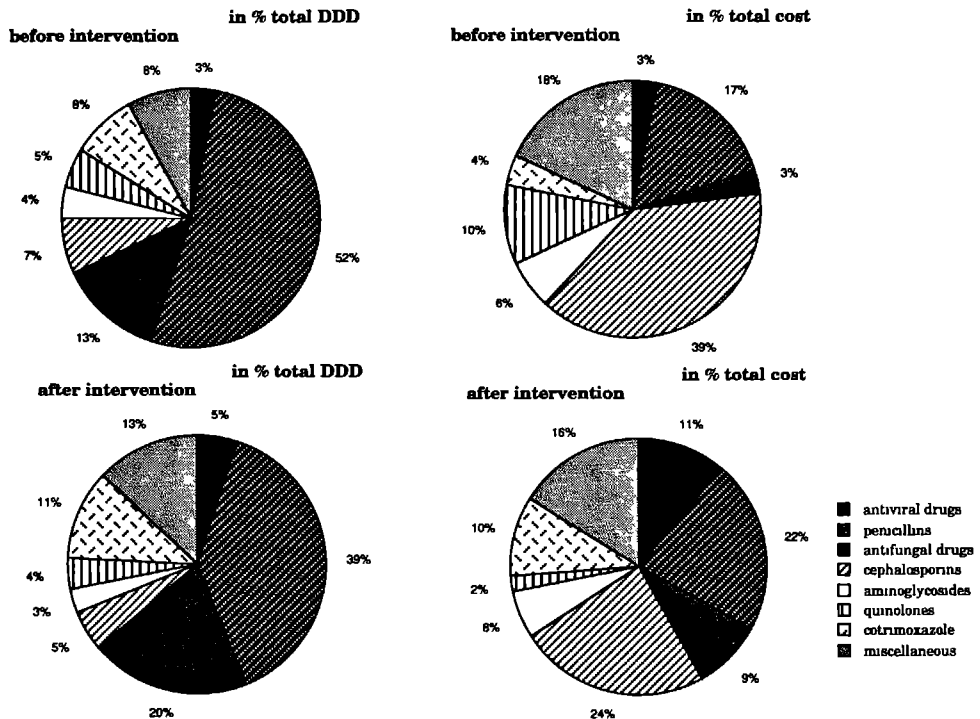 in % total DDD
before intervention
8%
3%
8%
5%
4%
7%
13%
52%
in % total cost
before intervention
3%
18%
17%
4%
3%
10%
6%
39%
in % total DDD
after intervention
13%
5%
11%
39%
4%
3%
5%
20%
in % total cost
after intervention
16%
11%
10%
22%
2%
6%
9%
24%
antiviral drugs
penicillins
antifungal drugs
cephalosporins
aminoglycosides
quinolones
cotrimoxazole
miscellaneous